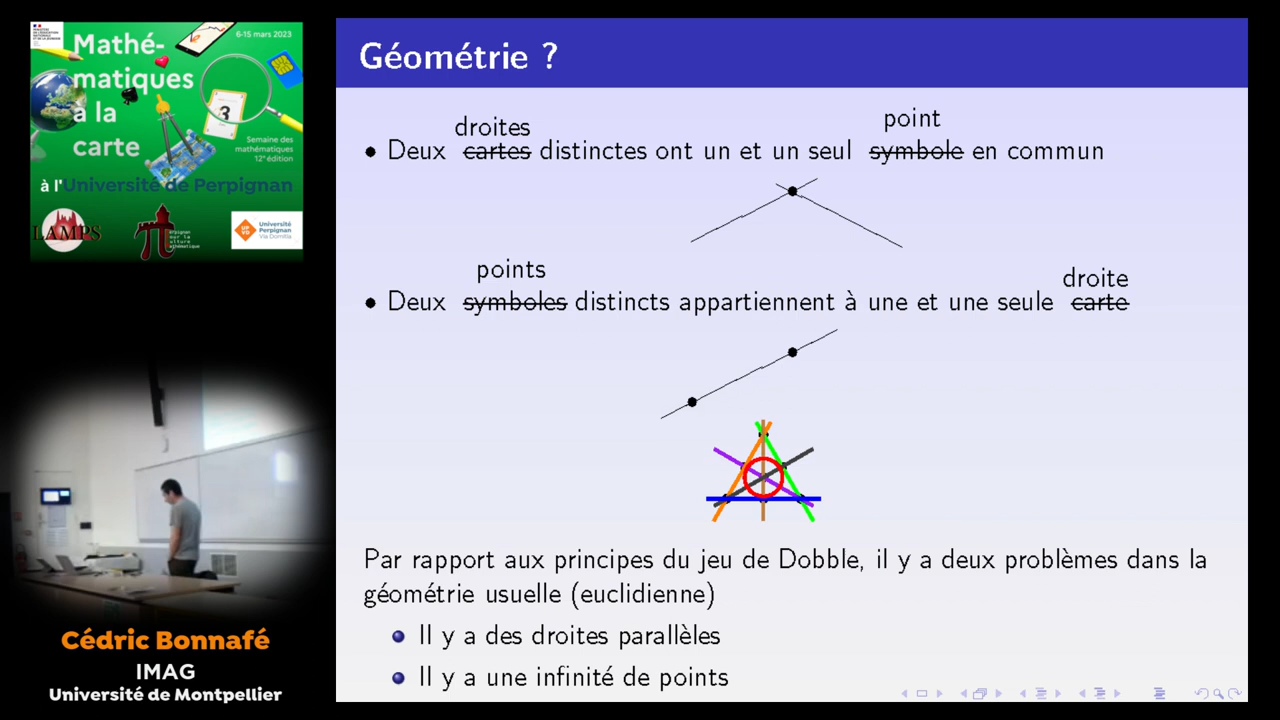 Mathé-
matiques
à la
carte
6-15 mars 2023
3
Semaine des
mathématiques
12e édition
à l'Université de Perpignan
LAMPS
Université
Perpignan
Via Domitia
Cédric Bonnafé
IMAG
Université de Montpellier
Géométrie ?
droites
point
• Deux cartes distinctes ont un et un seul symbole en commun
points
droite
• Deux symboles distincts appartiennent à une et une seule carte
Par rapport aux principes du jeu de Dobble, il y a deux problèmes dans la
géométrie usuelle (euclidienne)
Il y a des droites parallèles
Il y a une infinité de points